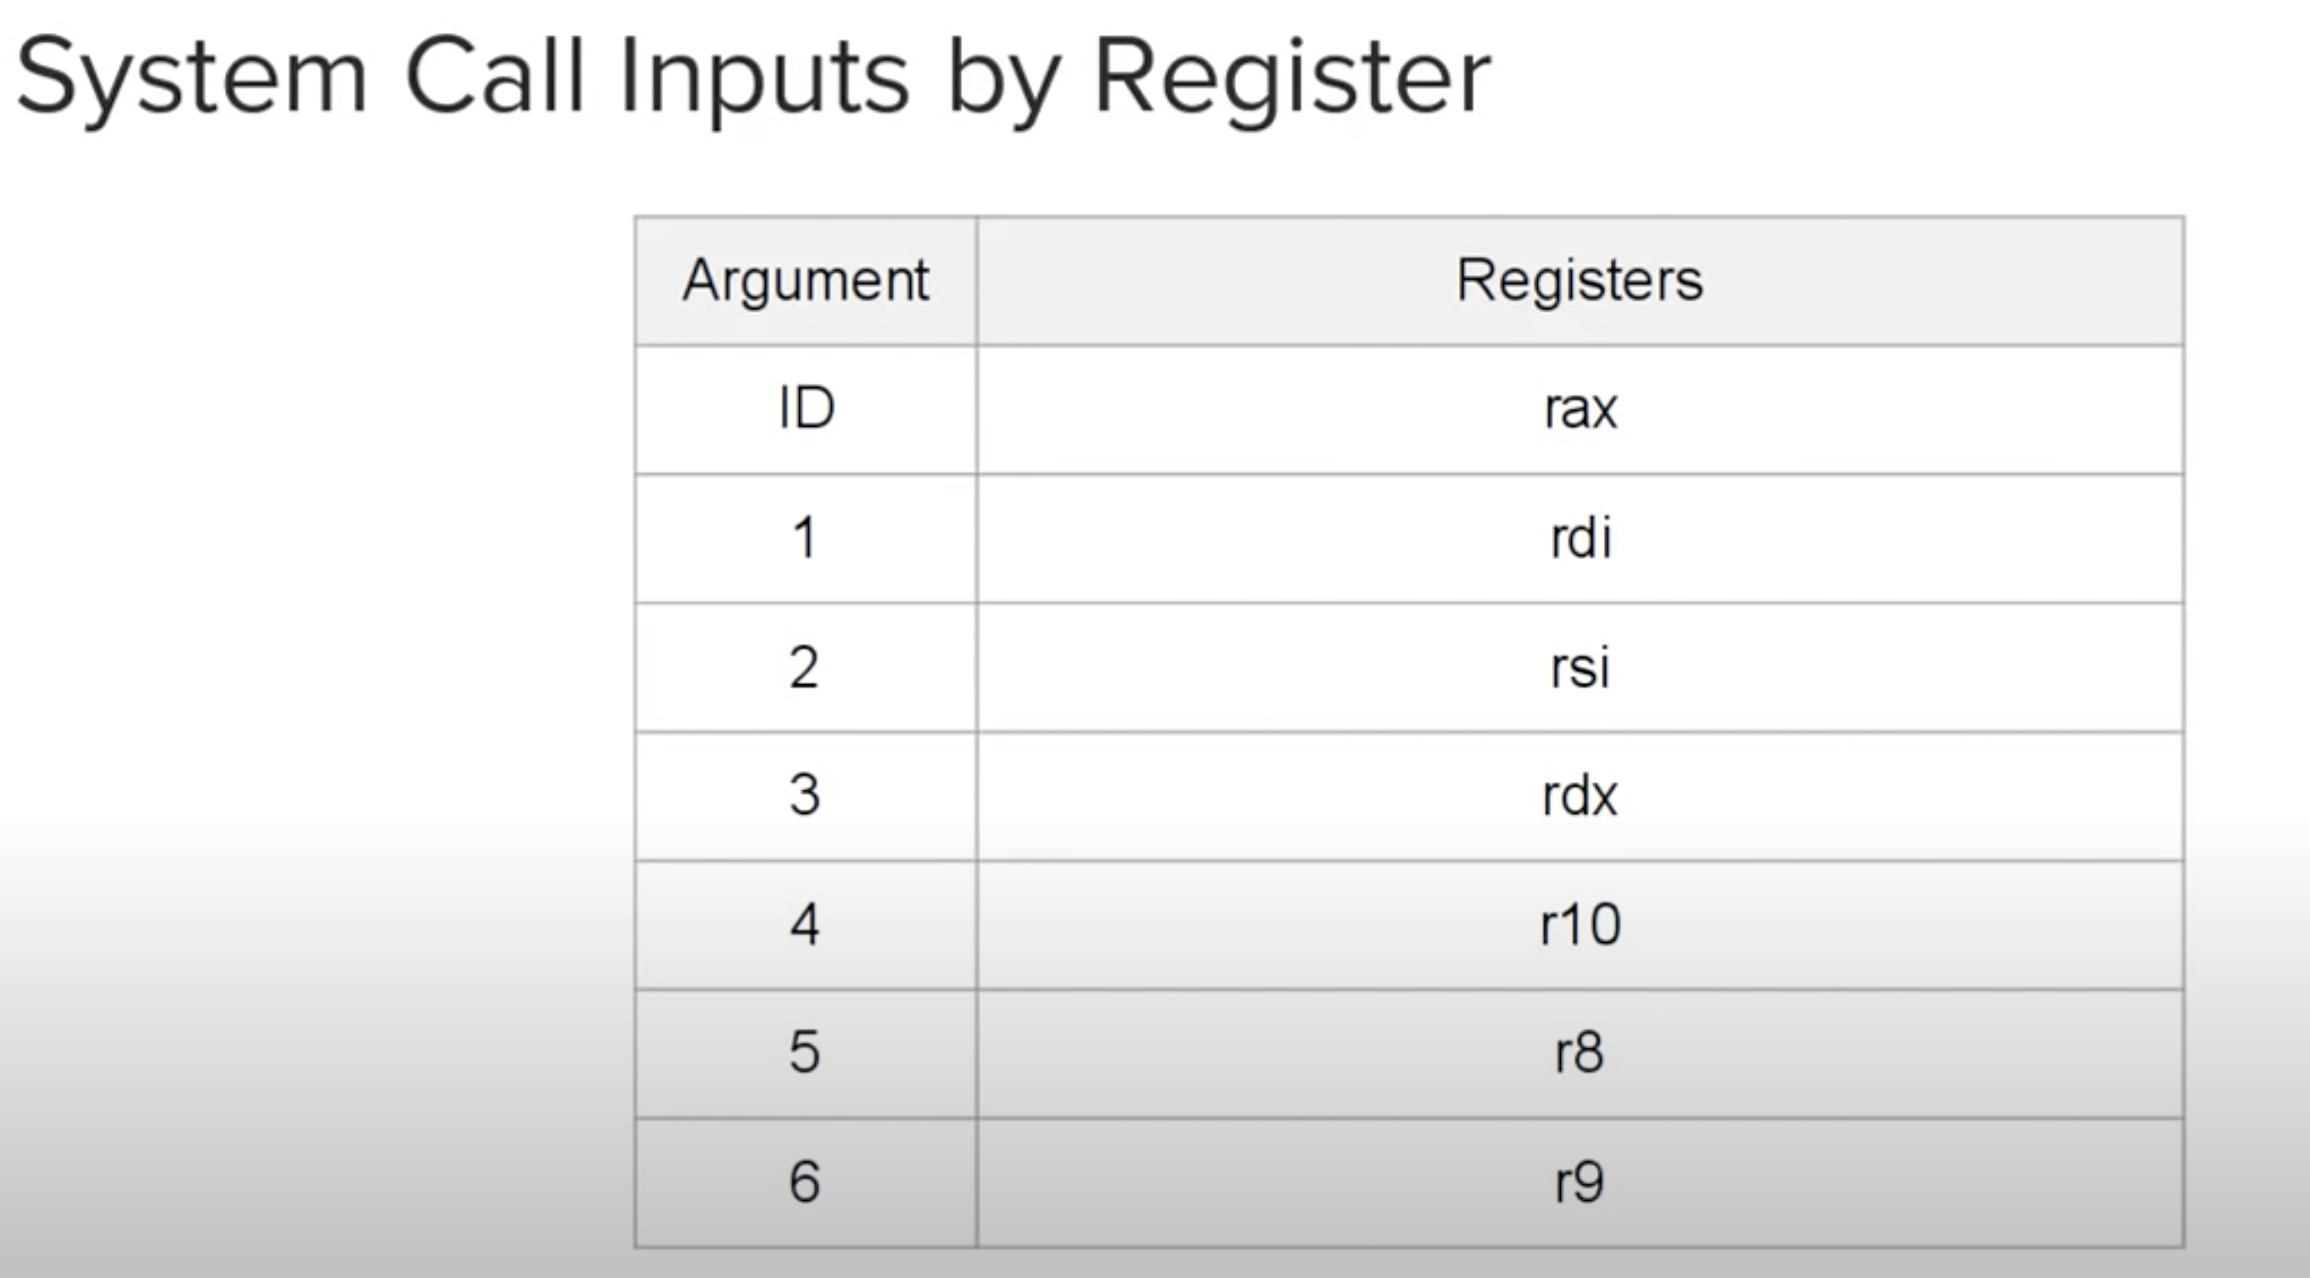 System Call Inputs by Register
Argument Registers
ID rax
1 rdi
2 rsi
3 rdx
4 r10
5 r8
6 r9